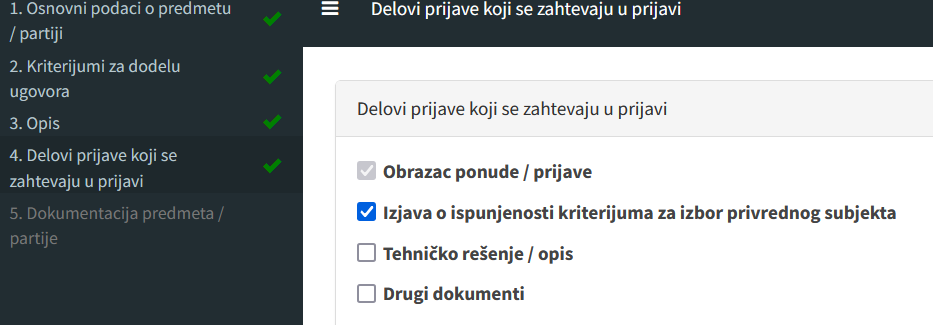 1. Osnovni podaci o predmetu
/ partiji
2. Kriterijumi za dodelu
ugovora
3. Opis
4. Delovi prijave koji se
zahtevaju u prijavi
5. Dokumentacija predmeta /
partije
Delovi prijave koji se zahtevaju u prijavi
Delovi prijave koji se zahtevaju u prijavi
Obrazac ponude / prijave
Izjava o ispunjenosti kriterijuma za izbor privrednog subjekta
Tehničko rešenje / opis
Drugi dokumenti